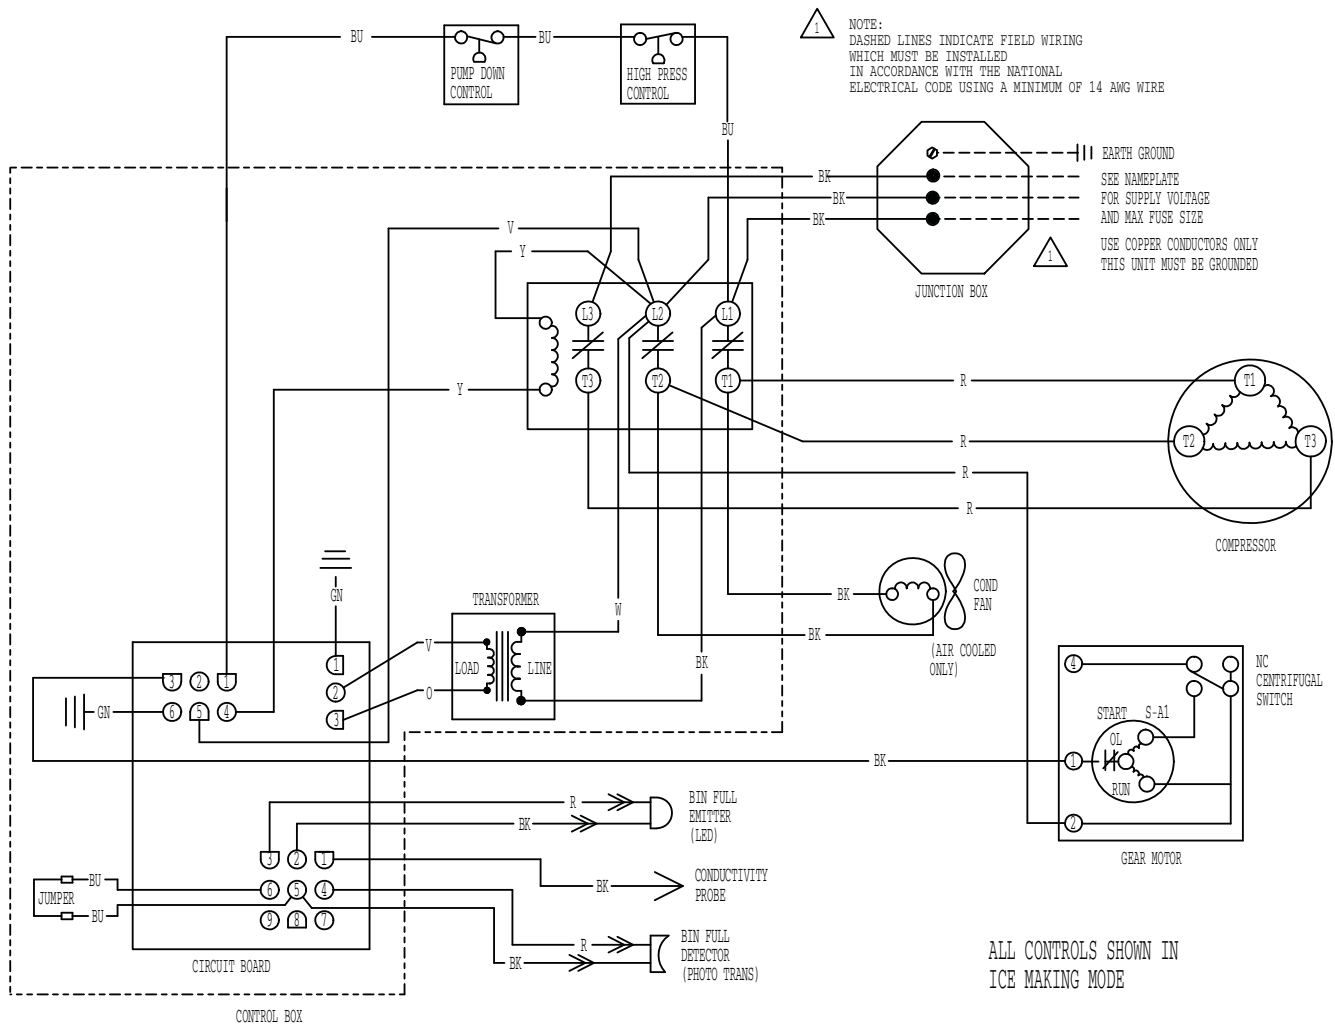 BU
BU
PUMP DOWN
CONTROL
HIGH PRESS
CONTROL
BU
1
NOTE:
DASHED LINES INDICATE FIELD WIRING
WHICH MUST BE INSTALLED
IN ACCORDANCE WITH THE NATIONAL
ELECTRICAL CODE USING A MINIMUM OF 14 AWG WIRE
EARTH GROUND
SEE NAMEPLATE
FOR SUPPLY VOLTAGE
AND MAX FUSE SIZE
1
USE COPPER CONDUCTORS ONLY
THIS UNIT MUST BE GROUNDED
JUNCTION BOX
BK
BK
BK
V
Y
L3
L2
L1
T3
T2
T1
Y
R
R
R
R
T1
T2
T3
COMPRESSOR
GN
TRANSFORMER
W
BK
BK
BK
COND
FAN
(AIR COOLED
ONLY)
V
O
LOAD
LINE
1
2
3
3
2
1
6
5
4
GN
BK
4
1
2
NC
CENTRIFUGAL
SWITCH
START
S-A1
OL
RUN
GEAR MOTOR
R
BK
BIN FULL
EMITTER
(LED)
3
2
1
6
5
4
9
8
7
BU
JUMPER
BU
BK
CONDUCTIVITY
PROBE
R
BK
BIN FULL
DETECTOR
(PHOTO TRANS)
CIRCUIT BOARD
CONTROL BOX
ALL CONTROLS SHOWN IN
ICE MAKING MODE